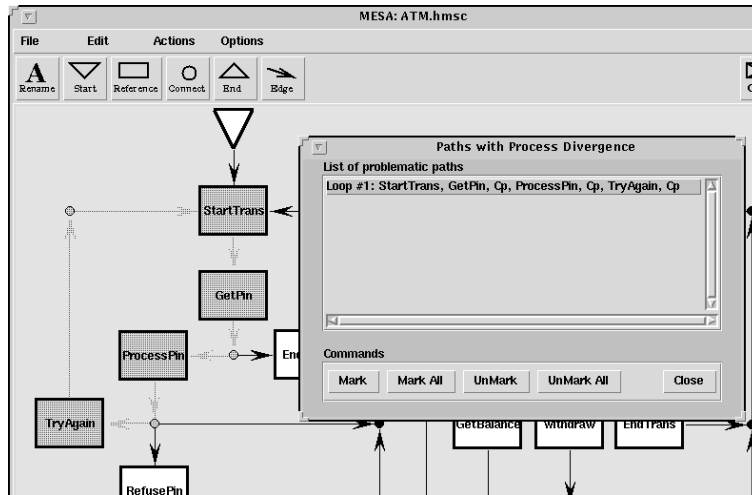 MESA: ATM.hmsc
File Edit Actions Options
A
Rename Start Reference Connect End Edge
Paths with Process Divergence
List of problematic paths
Loop #1: StartTrans, GetPin, Cp, ProcessPin, Cp, TryAgain, Cp
StartTrans
GetPin
ProcessPin
Commands
Mark Mark All UnMark UnMark All Close
TryAgain
GetBalance withdraw EndTrans
RefusePin